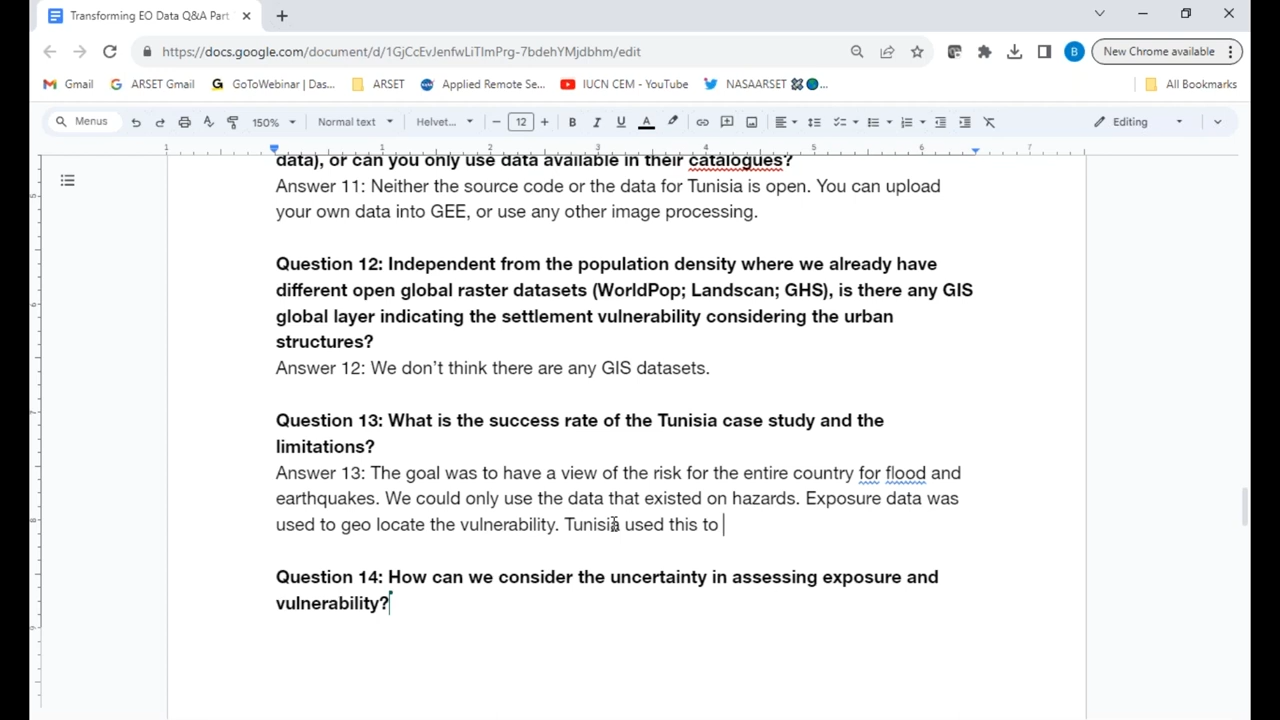 Transforming EO Data Q&A Part
https://docs.google.com/document/d/1GjCcEvJenfwLiTlmPrg-7bdehYMjdbhm/edit
B
New Chrome available
Gmail
ARSET Gmail
GoToWebinar | Das...
ARSET
Applied Remote Se...
IUCN CEM - YouTube
NASAARSET
All Bookmarks
Menus
150%
Normal text
Helvet...
12
Editing
1 1 2 3 4 5 6 7
data), or can you only use data available in their catalogues?
Answer 11: Neither the source code or the data for Tunisia is open. You can upload
your own data into GEE, or use any other image processing.
Question 12: Independent from the population density where we already have
different open global raster datasets (WorldPop; Landscan; GHS), is there any GIS
global layer indicating the settlement vulnerability considering the urban
structures?
Answer 12: We don't think there are any GIS datasets.
Question 13: What is the success rate of the Tunisia case study and the
limitations?
Answer 13: The goal was to have a view of the risk for the entire country for flood and
earthquakes. We could only use the data that existed on hazards. Exposure data was
used to geo locate the vulnerability. Tunisia used this to
Question 14: How can we consider the uncertainty in assessing exposure and
vulnerability?